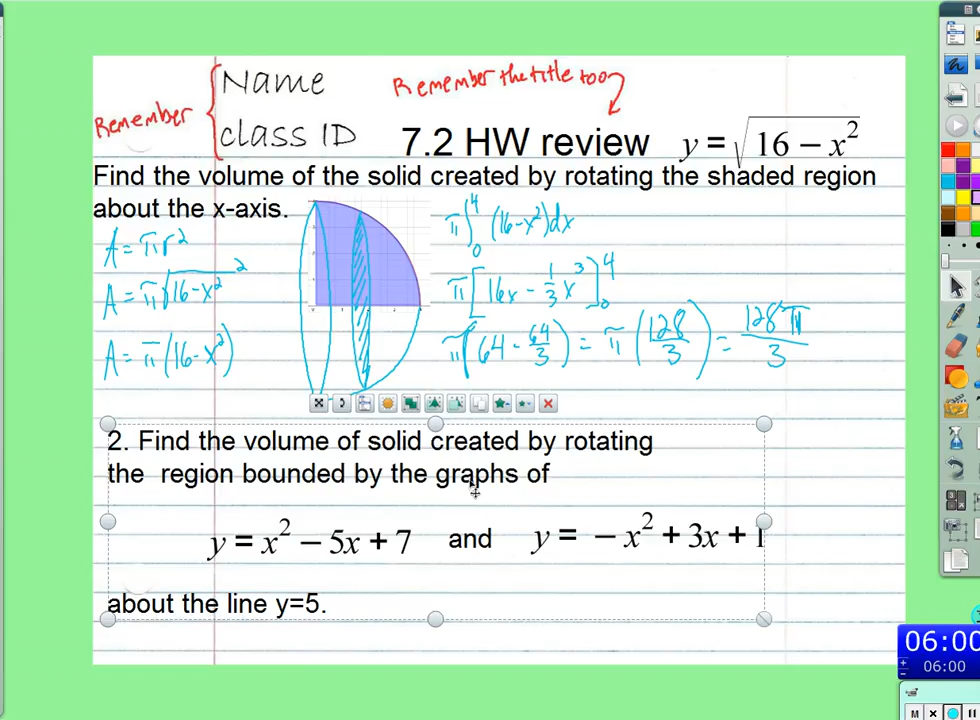 Remember
Name
class ID
Remember the title too
7.2 HW review y = √(16 − x²)
Find the volume of the solid created by rotating the shaded region
about the x-axis.
A = πr²
A = π√(16-x²)²
A = π(16-x²)
π∫₀⁴ (16-x²)dx
π[16x - 1/3 x³]₀⁴
π(64 - 64/3) = π(128/3) = 128π/3
2. Find the volume of solid created by rotating
the region bounded by the graphs of
y = x² − 5x + 7 and y = − x² + 3x + 1
about the line y=5.
06:00
06:00
M